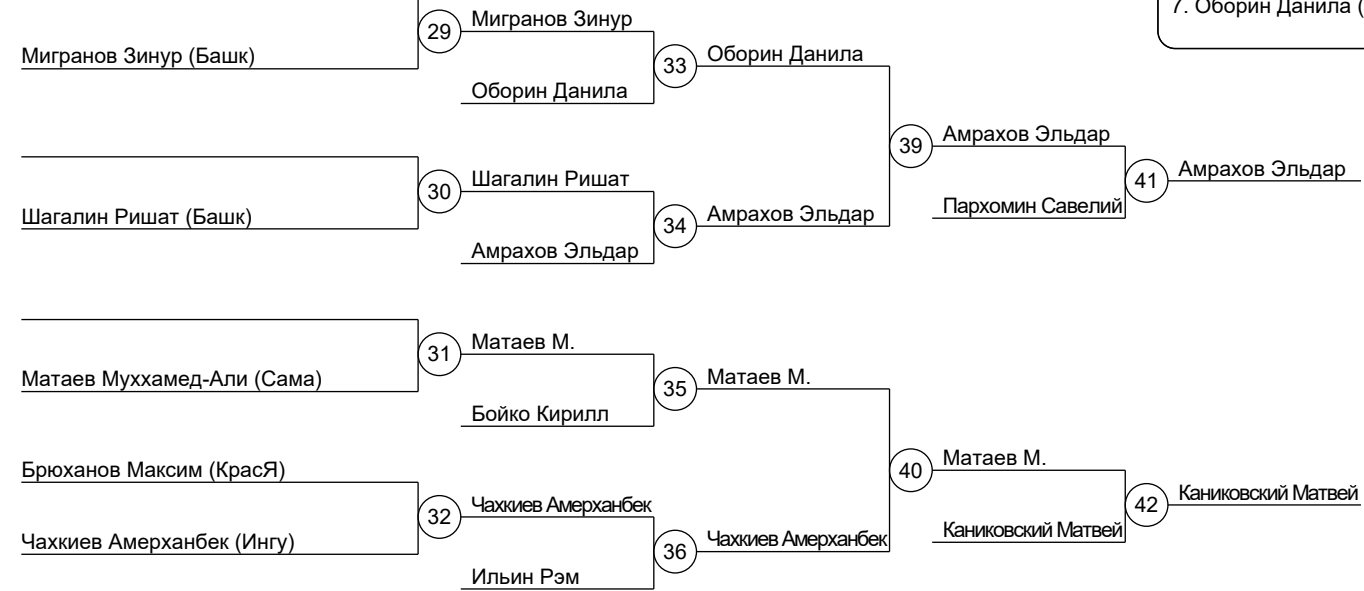 7. Оборин Данила (
29
Мигранов Зинур
Мигранов Зинур (Башк)
33
Оборин Данила
Оборин Данила
39
Амрахов Эльдар
41
Амрахов Эльдар
30
Шагалин Ришат
Пархомин Савелий
Шагалин Ришат (Башк)
34
Амрахов Эльдар
Амрахов Эльдар
31
Матаев М.
Матаев Муххамед-Али (Сама)
35
Матаев М.
Бойко Кирилл
40
Матаев М.
Брюханов Максим (КрасЯ)
42
Каниковский Матвей
32
Чахкиев Амерханбек
Каниковский Матвей
Чахкиев Амерханбек (Ингу)
36
Чахкиев Амерханбек
Ильин Рэм